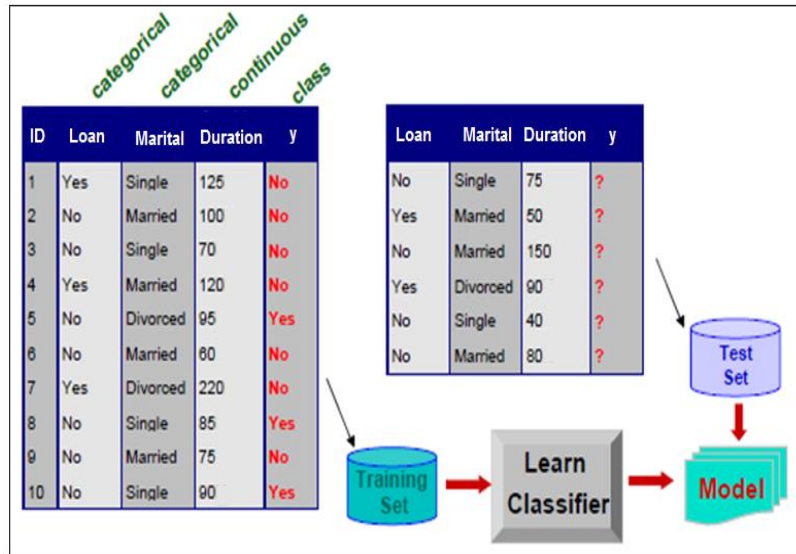 categorical
categorical
continuous
class
ID Loan Marital Duration y
1 Yes Single 125 No
2 No Married 100 No
3 No Single 70 No
4 Yes Married 120 No
5 No Divorced 95 Yes
6 No Married 60 No
7 Yes Divorced 220 No
8 No Single 85 Yes
9 No Married 75 No
10 No Single 90 Yes
Loan Marital Duration y
No Single 75 ?
Yes Married 50 ?
No Married 150 ?
Yes Divorced 90 ?
No Single 40 ?
No Married 80 ?
Test
Set
Training
Set
Learn
Classifier
Model